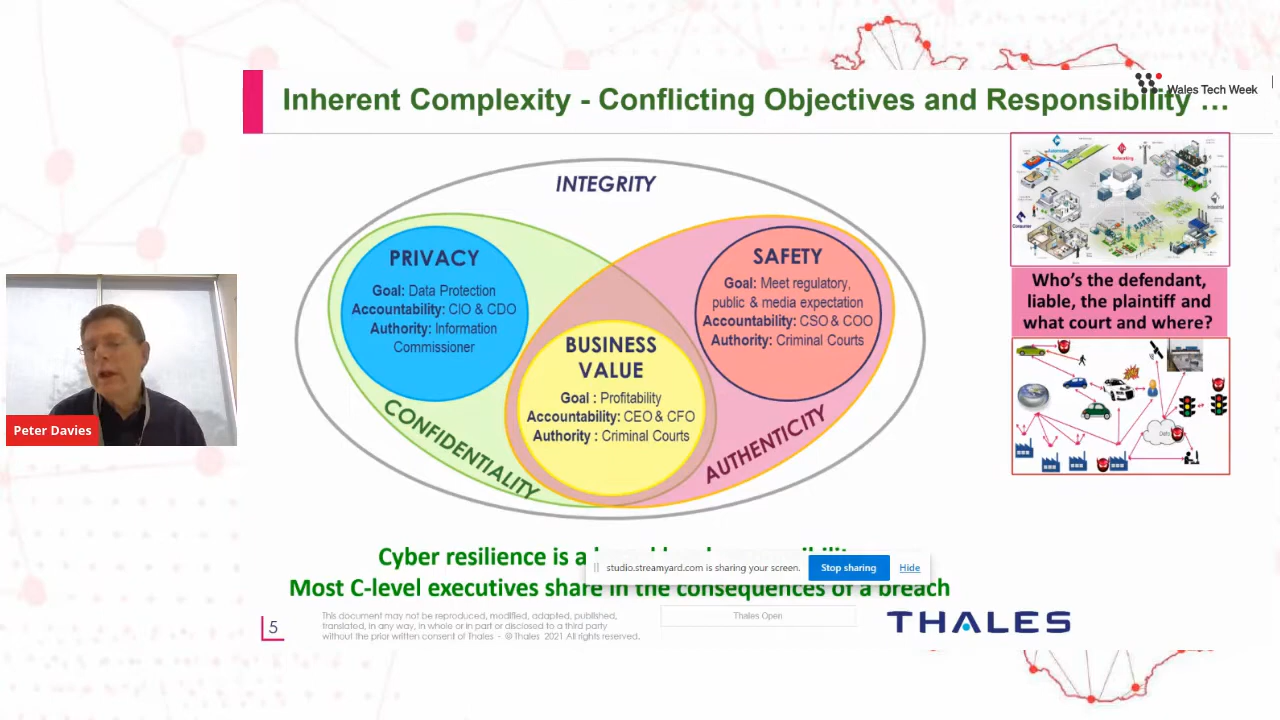 Inherent Complexity - Conflicting Objectives and Responsibility ...
Wales Tech Week
INTEGRITY
PRIVACY
Goal: Data Protection
Accountability: CIO & CDO
Authority: Information
Commissioner
SAFETY
Goal: Meet regulatory,
public & media expectation
Accountability: CSO & COO
Authority: Criminal Courts
BUSINESS
VALUE
Goal : Profitability
Accountability: CEO & CFO
Authority : Criminal Courts
CONFIDENTIALITY
AUTHENTICITY
Consumer
Industrial
Who's the defendant,
liable, the plaintiff and
what court and where?
Peter Davies
Cyber resilience is a
studio.streamyard.com is sharing your screen.
Stop sharing
Hide
Most C-level executives share in the consequences of a breach
5
This document may not be reproduced, modified, adapted, published,
translated, in any way, in whole or in part or disclosed to a third party
without the prior written consent of Thales - © Thales 2021 All rights reserved.
Thales Open
THALES